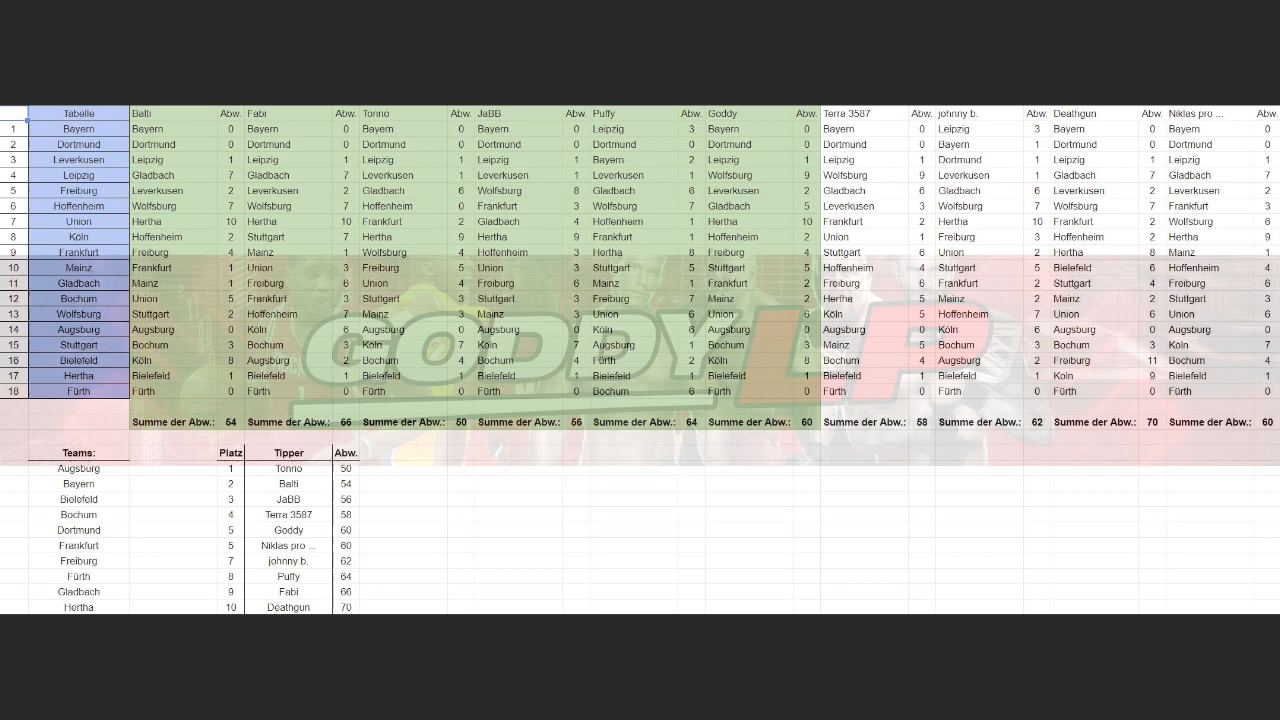 Tabelle Balti Abw. Fabi Abw. Tonno Abw. JaBB Abw. Puffy Abw. Goddy Abw. Terra 3587 Abw. johnny b. Abw. Deathgun Abw. Niklas pro ... Abw.
1 Bayern Bayern 0 Bayern 0 Bayern 0 Bayern 0 Leipzig 3 Bayern 0 Bayern 0 Leipzig 3 Bayern 0 Bayern 0
2 Dortmund Dortmund 0 Dortmund 0 Dortmund 0 Dortmund 0 Dortmund 0 Dortmund 0 Dortmund 0 Bayern 1 Dortmund 0 Dortmund 0
3 Leverkusen Leipzig 1 Leipzig 1 Leipzig 1 Leipzig 1 Bayern 2 Leipzig 1 Leipzig 1 Dortmund 1 Leipzig 1 Leipzig 1
4 Leipzig Gladbach 7 Gladbach 7 Leverkusen 1 Leverkusen 1 Leverkusen 1 Wolfsburg 9 Wolfsburg 9 Leverkusen 1 Gladbach 7 Gladbach 7
5 Freiburg Leverkusen 2 Leverkusen 2 Gladbach 6 Wolfsburg 8 Gladbach 6 Leverkusen 2 Gladbach 6 Gladbach 6 Leverkusen 2 Leverkusen 2
6 Hoffenheim Wolfsburg 7 Wolfsburg 7 Hoffenheim 0 Frankfurt 3 Wolfsburg 7 Gladbach 5 Leverkusen 3 Wolfsburg 7 Wolfsburg 7 Frankfurt 3
7 Union Hertha 10 Hertha 10 Frankfurt 2 Gladbach 4 Hoffenheim 1 Hertha 10 Frankfurt 2 Hertha 10 Frankfurt 2 Wolfsburg 6
8 Köln Hoffenheim 2 Stuttgart 7 Hertha 9 Hertha 9 Frankfurt 1 Hoffenheim 2 Union 1 Freiburg 3 Hoffenheim 2 Hertha 9
9 Frankfurt Freiburg 4 Mainz 1 Wolfsburg 4 Hoffenheim 3 Hertha 8 Freiburg 4 Stuttgart 6 Union 2 Hertha 8 Mainz 1
10 Mainz Frankfurt 1 Union 3 Freiburg 5 Union 3 Stuttgart 5 Stuttgart 5 Hoffenheim 4 Stuttgart 5 Bielefeld 6 Hoffenheim 4
11 Gladbach Mainz 1 Freiburg 6 Union 4 Freiburg 6 Mainz 1 Frankfurt 2 Freiburg 6 Frankfurt 2 Stuttgart 4 Freiburg 6
12 Bochum Union 5 Frankfurt 3 Stuttgart 3 Stuttgart 3 Freiburg 7 Mainz 2 Hertha 5 Mainz 2 Mainz 2 Stuttgart 3
13 Wolfsburg Stuttgart 2 Hoffenheim 7 Mainz 3 Mainz 3 Union 6 Union 6 Köln 5 Hoffenheim 7 Union 6 Union 6
14 Augsburg Augsburg 0 Köln 6 Augsburg 0 Augsburg 0 Köln 6 Augsburg 0 Augsburg 0 Köln 6 Augsburg 0 Augsburg 0
15 Stuttgart Bochum 3 Bochum 3 Köln 7 Köln 7 Augsburg 1 Bochum 3 Mainz 5 Bochum 3 Bochum 3 Köln 7
16 Bielefeld Köln 8 Augsburg 2 Bochum 4 Bochum 4 Fürth 2 Köln 8 Bochum 4 Augsburg 2 Freiburg 11 Bochum 4
17 Hertha Bielefeld 1 Bielefeld 1 Bielefeld 1 Bielefeld 1 Bielefeld 1 Bielefeld 1 Bielefeld 1 Bielefeld 1 Köln 9 Bielefeld 1
18 Fürth Fürth 0 Fürth 0 Fürth 0 Fürth 0 Bochum 6 Fürth 0 Fürth 0 Fürth 0 Fürth 0 Fürth 0
GODDY LP
Summe der Abw.: 54 Summe der Abw.: 66 Summe der Abw.: 50 Summe der Abw.: 56 Summe der Abw.: 64 Summe der Abw.: 60 Summe der Abw.: 58 Summe der Abw.: 62 Summe der Abw.: 70 Summe der Abw.: 60
Teams: Platz Tipper Abw.
Augsburg 1 Tonno 50
Bayern 2 Balti 54
Bielefeld 3 JaBB 56
Bochum 4 Terra 3587 58
Dortmund 5 Goddy 60
Frankfurt 5 Niklas pro ... 60
Freiburg 7 johnny b. 62
Fürth 8 Puffy 64
Gladbach 9 Fabi 66
Hertha 10 Deathgun 70